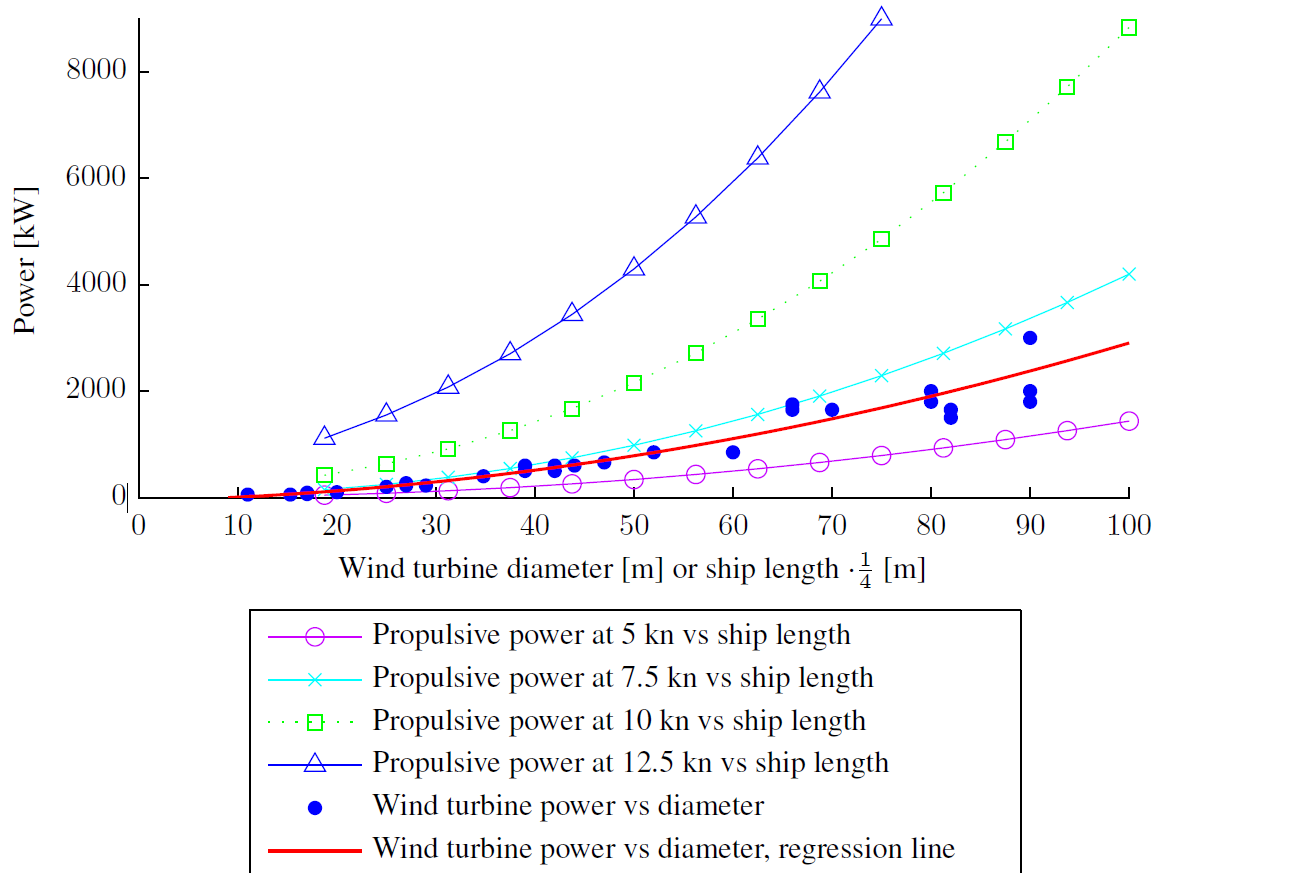 8000
6000
4000
2000
0
Power [kW]
0 10 20 30 40 50 60 70 80 90 100
Wind turbine diameter [m] or ship length ·1/4 [m]
Propulsive power at 5 kn vs ship length
Propulsive power at 7.5 kn vs ship length
Propulsive power at 10 kn vs ship length
Propulsive power at 12.5 kn vs ship length
Wind turbine power vs diameter
Wind turbine power vs diameter, regression line